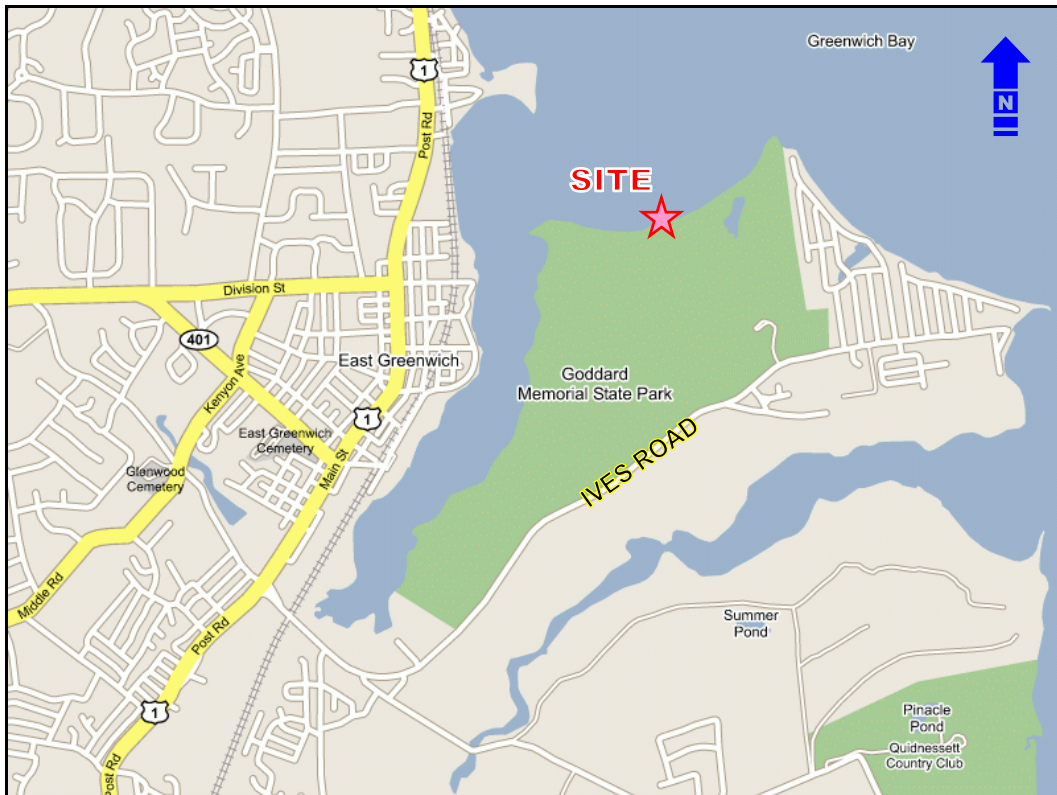 Greenwich Bay
1
N
Post Rd
SITE
Division St
401
East Greenwich
Kenyon Ave
Goddard
Memorial State Park
1
East Greenwich
Cemetery
IVES ROAD
Main St
Glenwood
Cemetery
Middle Rd
Summer
Pond
Post Rd
1
Pinacle
Pond
Quidnessett
Country Club
Post Rd